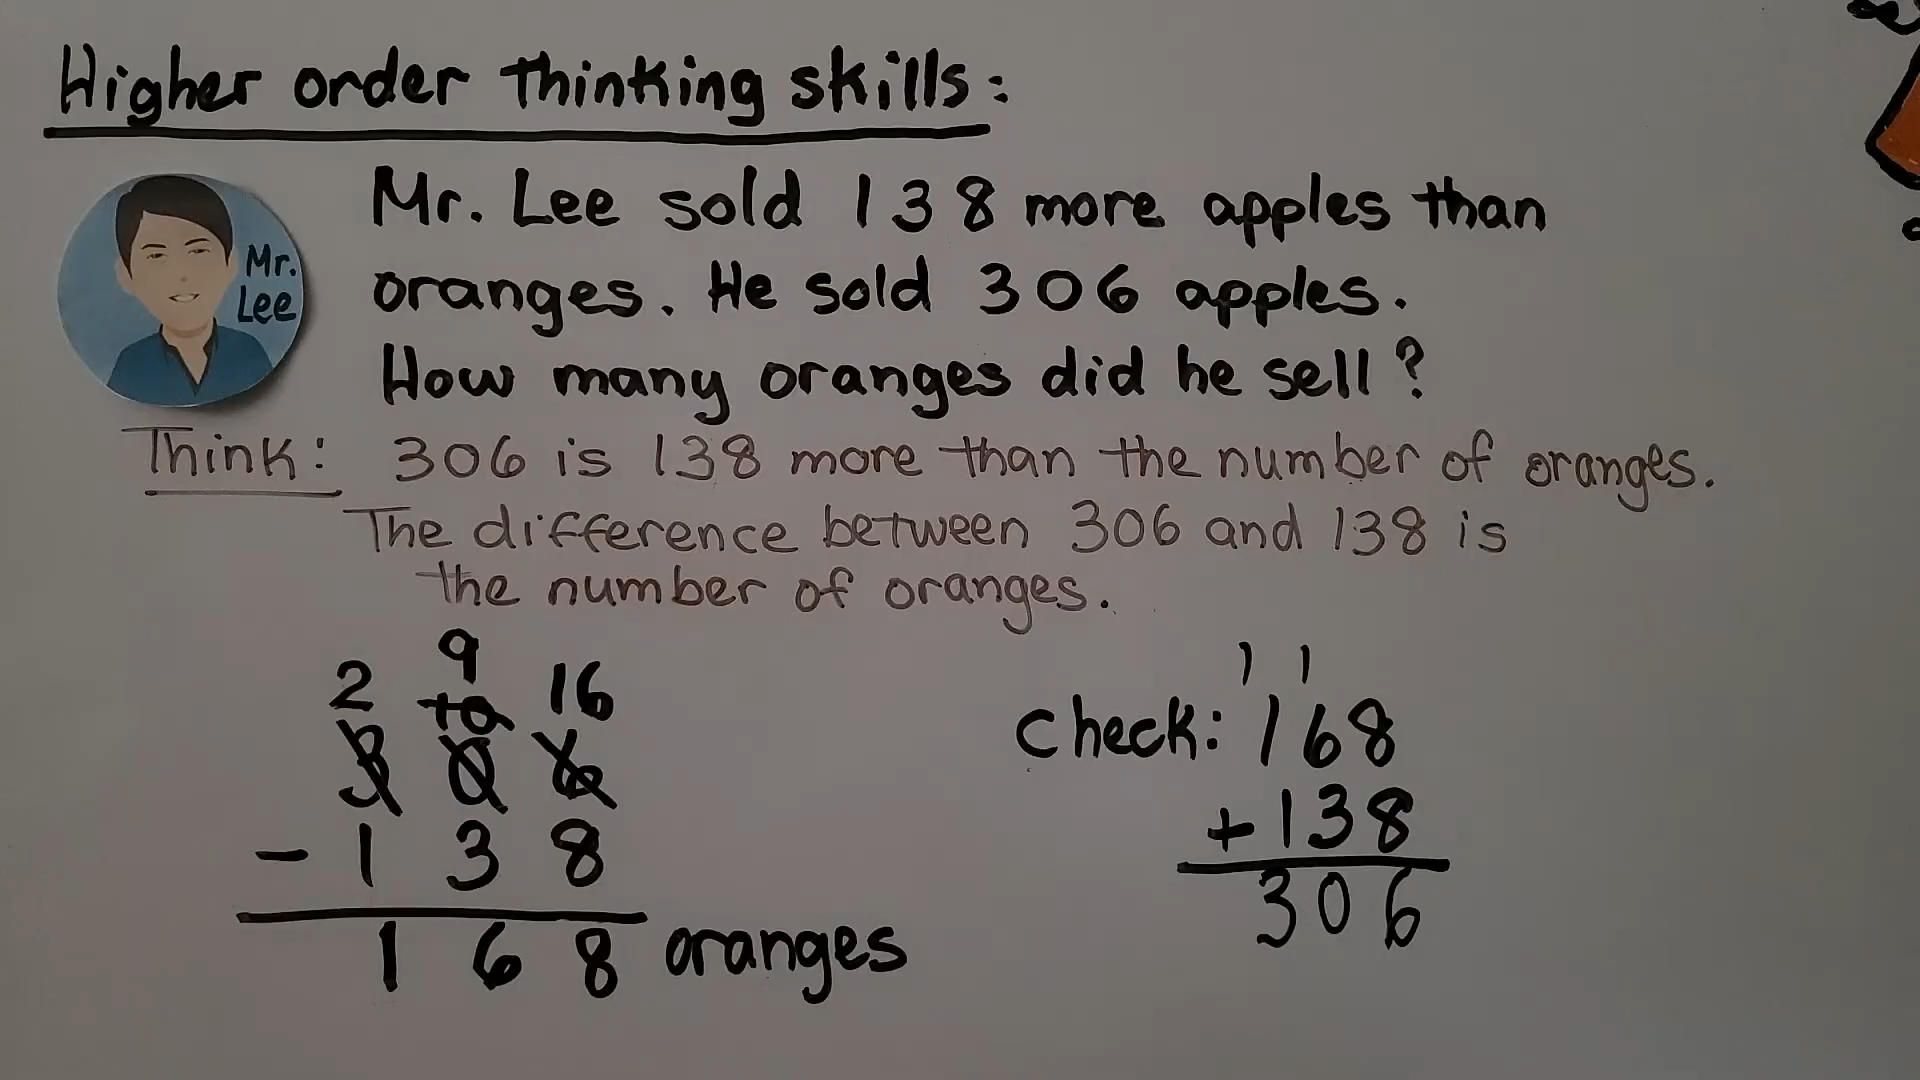 Higher order thinking skills:
Mr. Lee
Mr. Lee sold 138 more apples than
oranges. He sold 306 apples.
How many oranges did he sell?
Think: 306 is 138 more than the number of oranges.
The difference between 306 and 138 is
the number of oranges.
9
2 10 16
3 0 6
- 1 3 8
1 6 8 oranges
1 1
check: 168
+ 138
306